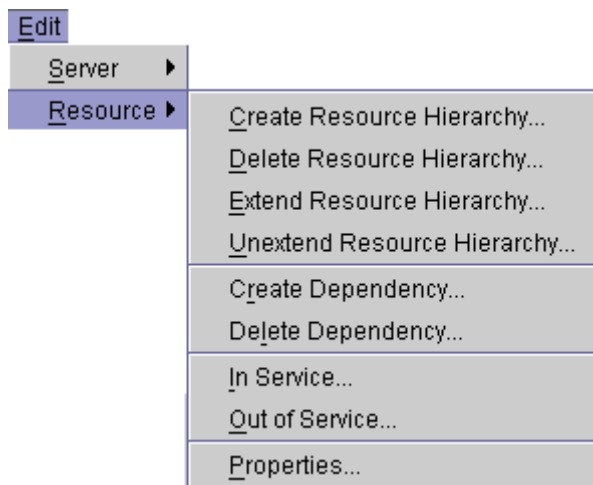 Edit
Server
Resource
Create Resource Hierarchy...
Delete Resource Hierarchy...
Extend Resource Hierarchy...
Unextend Resource Hierarchy...
Create Dependency...
Delete Dependency...
In Service...
Out of Service...
Properties...